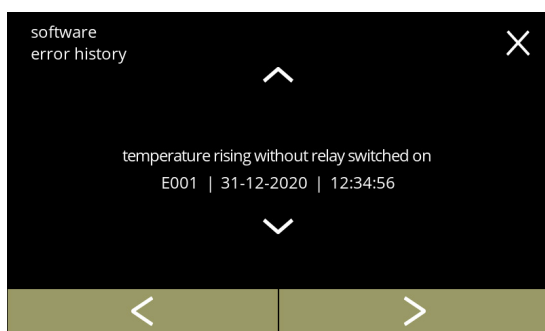 software
error history
temperature rising without relay switched on
E001 | 31-12-2020 | 12:34:56